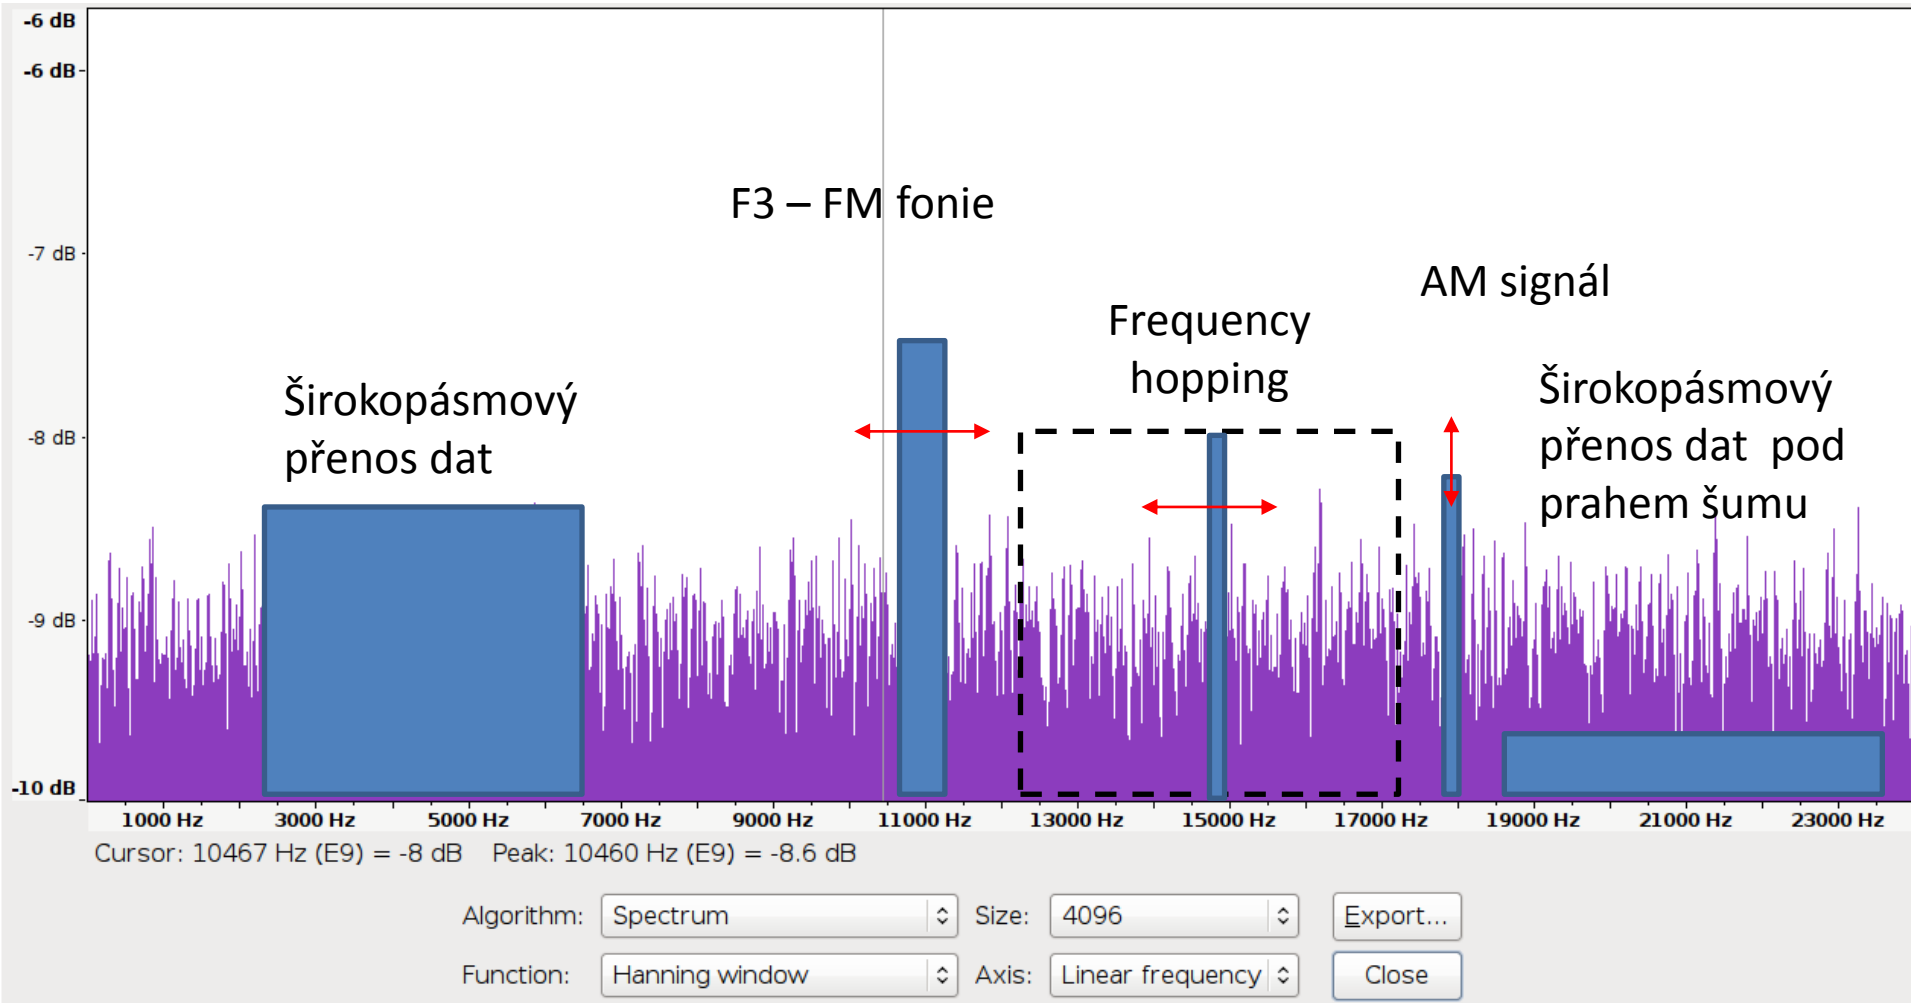 -6 dB
-6 dB
-7 dB
-8 dB
-9 dB
-10 dB
F3 – FM fonie
AM signál
Frequency
hopping
Širokopásmový
přenos dat
Širokopásmový
přenos dat pod
prahem šumu
1000 Hz 3000 Hz 5000 Hz 7000 Hz 9000 Hz 11000 Hz 13000 Hz 15000 Hz 17000 Hz 19000 Hz 21000 Hz 23000 Hz
Cursor: 10467 Hz (E9) = -8 dB Peak: 10460 Hz (E9) = -8.6 dB
Algorithm: Spectrum Size: 4096 Export...
Function: Hanning window Axis: Linear frequency Close